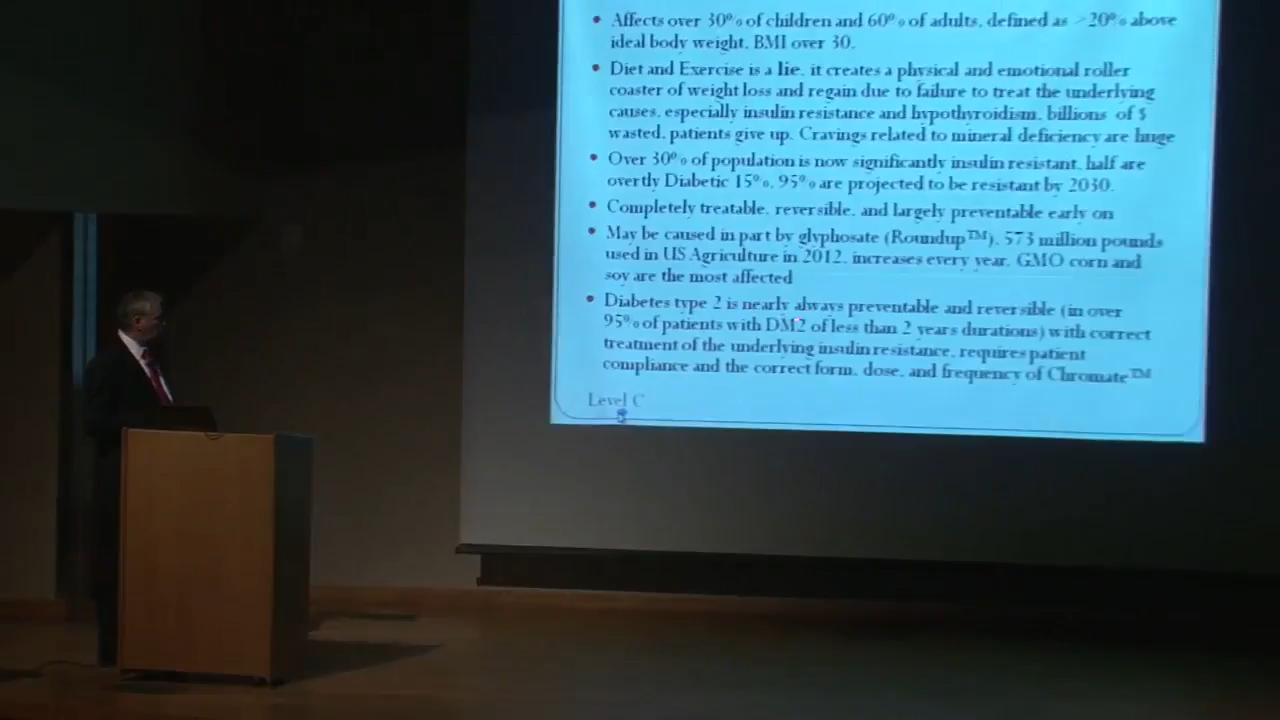 • Affects over 30% of children and 60% of adults, defined as >20% above
ideal body weight, BMI over 30.
• Diet and Exercise is a lie, it creates a physical and emotional roller
coaster of weight loss and regain due to failure to treat the underlying
causes, especially insulin resistance and hypothyroidism, billions of $
wasted, patients give up. Cravings related to mineral deficiency are huge
• Over 30% of population is now significantly insulin resistant, half are
overtly Diabetic 15%, 95% are projected to be resistant by 2030.
• Completely treatable, reversible, and largely preventable early on
• May be caused in part by glyphosate (Roundup™), 573 million pounds
used in US Agriculture in 2012, increases every year, GMO corn and
soy are the most affected
• Diabetes type 2 is nearly always preventable and reversible (in over
95% of patients with DM2 of less than 2 years durations) with correct
treatment of the underlying insulin resistance, requires patient
compliance and the correct form, dose, and frequency of Chromate™
Level C